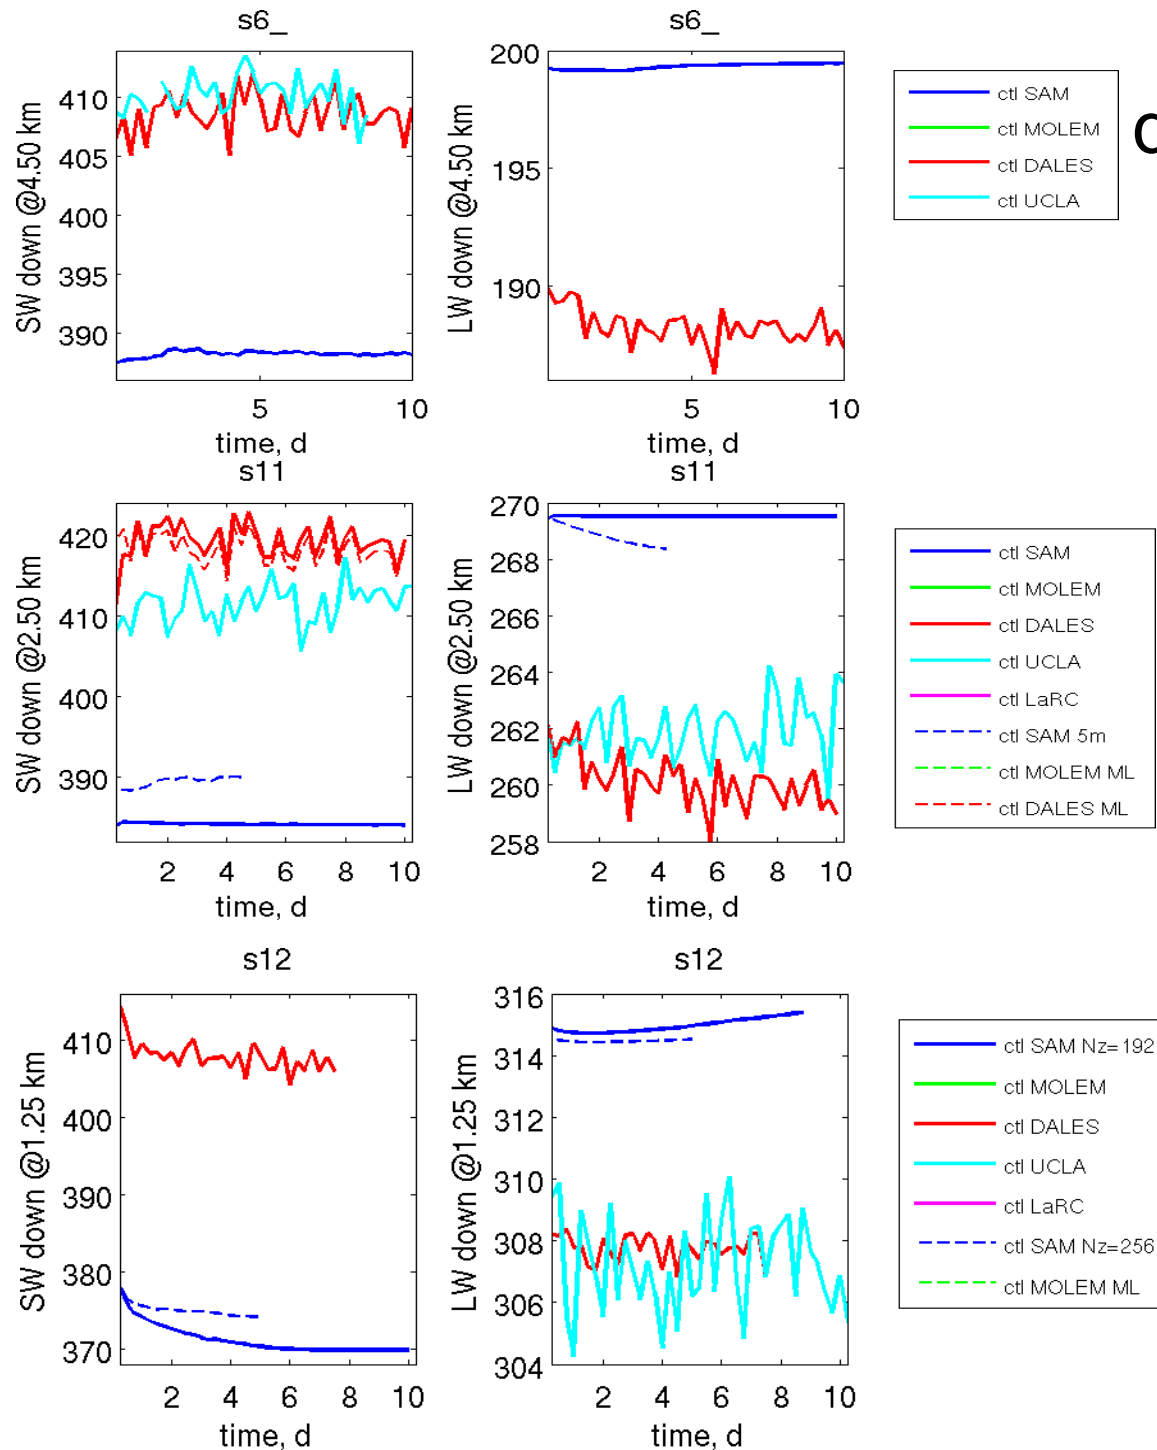 s6_
SW down @4.50 km
410
405
400
395
390
5
10
time, d
s6_
LW down @4.50 km
200
195
190
5
10
time, d
ctl SAM
ctl MOLEM
ctl DALES
ctl UCLA
s11
SW down @2.50 km
420
410
400
390
2
4
6
8
10
time, d
s11
LW down @2.50 km
270
268
266
264
262
260
258
2
4
6
8
10
time, d
ctl SAM
ctl MOLEM
ctl DALES
ctl UCLA
ctl LaRC
ctl SAM 5m
ctl MOLEM ML
ctl DALES ML
s12
SW down @1.25 km
410
400
390
380
370
2
4
6
8
10
time, d
s12
LW down @1.25 km
316
314
312
310
308
306
304
2
4
6
8
10
time, d
ctl SAM Nz=192
ctl MOLEM
ctl DALES
ctl UCLA
ctl LaRC
ctl SAM Nz=256
ctl MOLEM ML